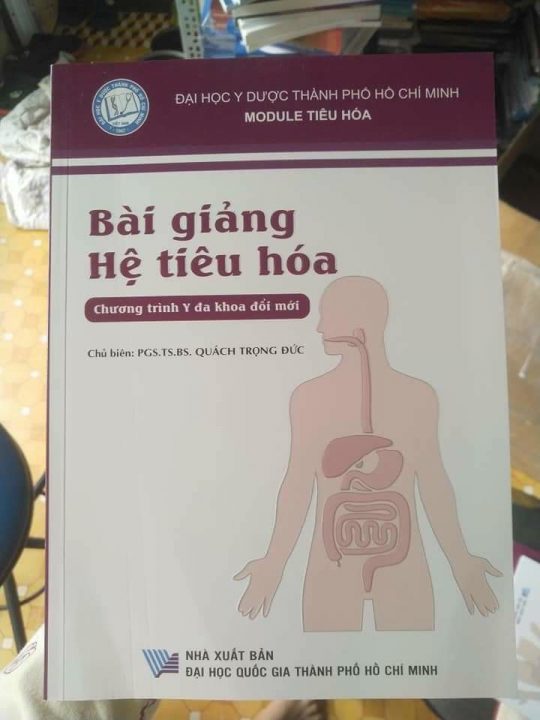 ĐẠI HỌC Y DƯỢC THÀNH PHỐ HỒ CHÍ MINH
MODULE TIÊU HÓA
Bài giảng
Hệ tiêu hóa
Chương trình Y đa khoa đổi mới
Chủ biên: PGS.TS.BS. QUÁCH TRỌNG ĐỨC
NHÀ XUẤT BẢN
ĐẠI HỌC QUỐC GIA THÀNH PHỐ HỒ CHÍ MINH